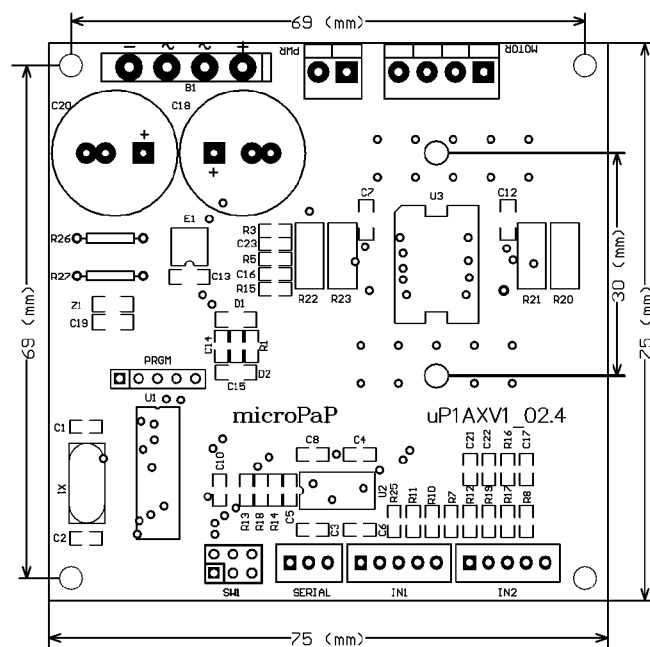 69 (mm)
− ~ ~ +
B1
PWR
MOTOR
C20
C18
+
+
C7
U3
C12
E1
R3
C23
R5
C16
R15
R26
R27
C13
R22
R23
R21
R20
Z1
C19
D1
C14
R1
D2
C15
30 (mm)
69 (mm)
75 (mm)
PRGM
U1
microPaP
uP1AXV1_02.4
C1
IX
C2
C8
C4
C10
C21
C22
R16
C17
U2
R13
R18
R14
C5
R25
R11
R10
R7
R12
R19
R17
R8
C3
C6
SW1
SERIAL
IN1
IN2
75 (mm)